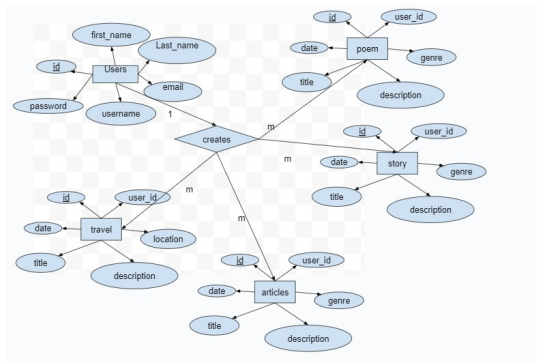 first_name
Last_name
id
Users
email
password
username
1
creates
m
m
m
m
id
user_id
date
poem
genre
title
description
id
user_id
date
story
genre
title
description
id
user_id
date
travel
location
title
description
id
user_id
date
articles
genre
title
description